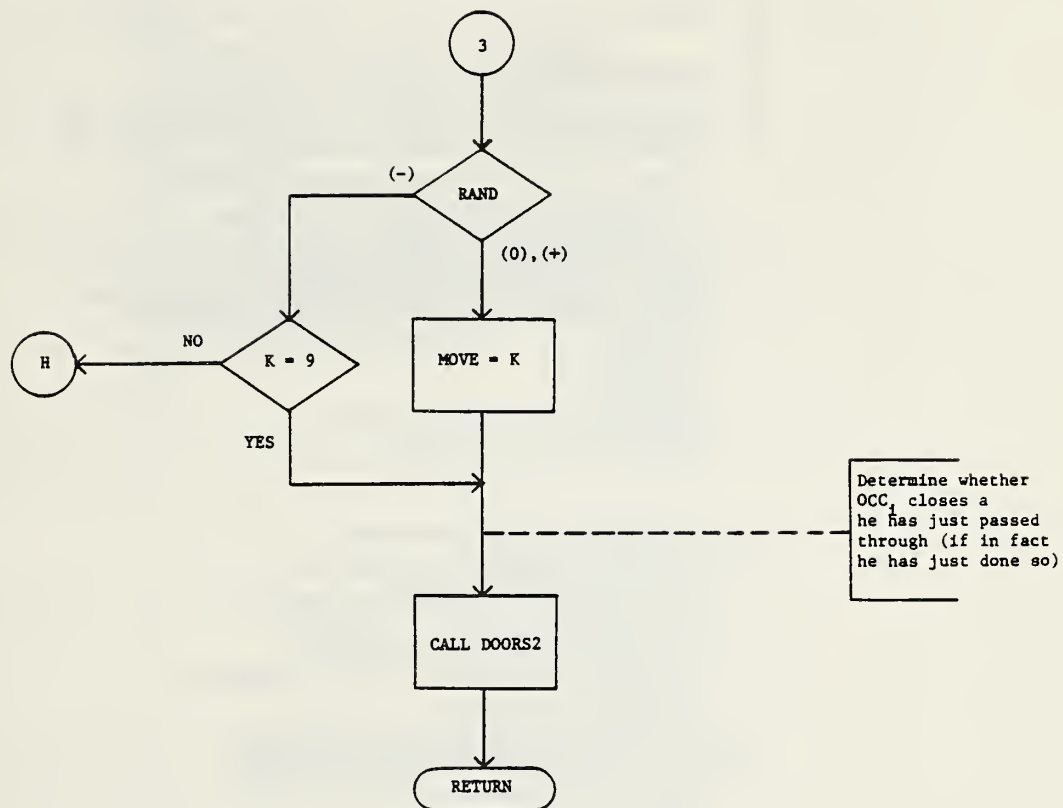 3
(-)
RAND
(0),(+)
NO
H
K = 9
MOVE = K
YES
Determine whether
OCCi closes a
he has just passed
through (if in fact
he has just done so)
CALL DOORS2
RETURN